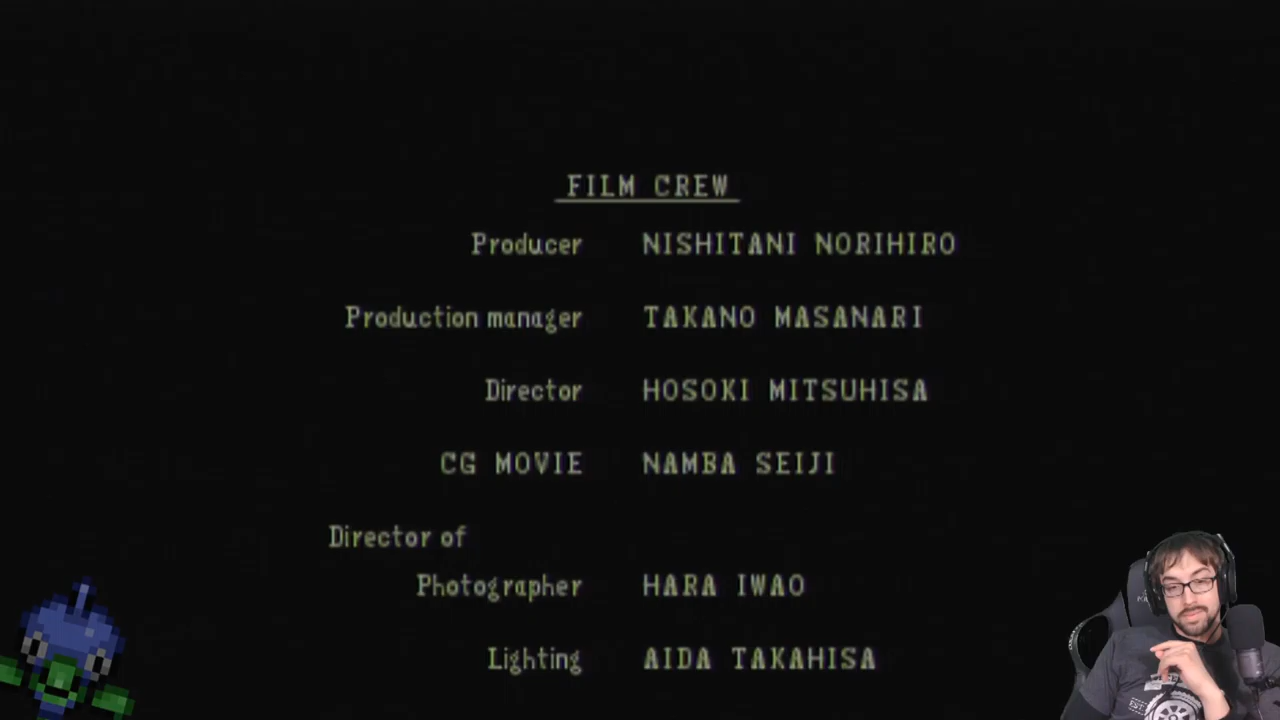 FILM CREW
Producer NISHITANI NORIHIRO
Production manager TAKANO MASANARI
Director HOSOKI MITSUHISA
CG MOVIE NAMBA SEIJI
Director of
Photographer HARA IWAO
Lighting AIDA TAKAHISA